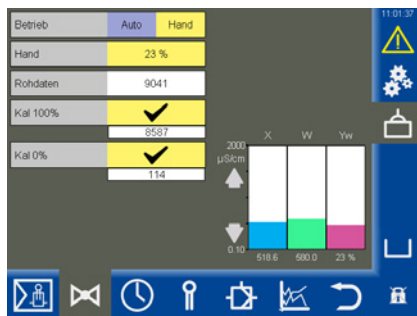 11:01:37
Betrieb Auto Hand
Hand 23 %
Rohdaten 9041
Kal 100%
8587
Kal 0%
114
X W Yw
2000
µS/cm
0.10
518.6 580.0 23 %